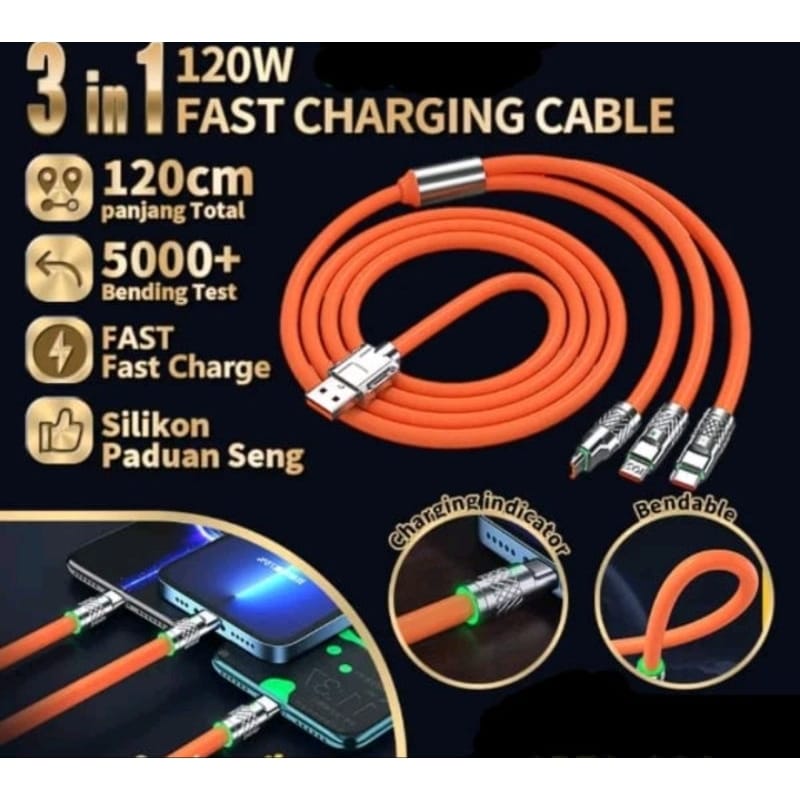 3 in 1 120W
FAST CHARGING CABLE
120cm
panjang Total
5000+
Bending Test
FAST
Fast Charge
Silikon
Paduan Seng
Charging indicator
Bendable